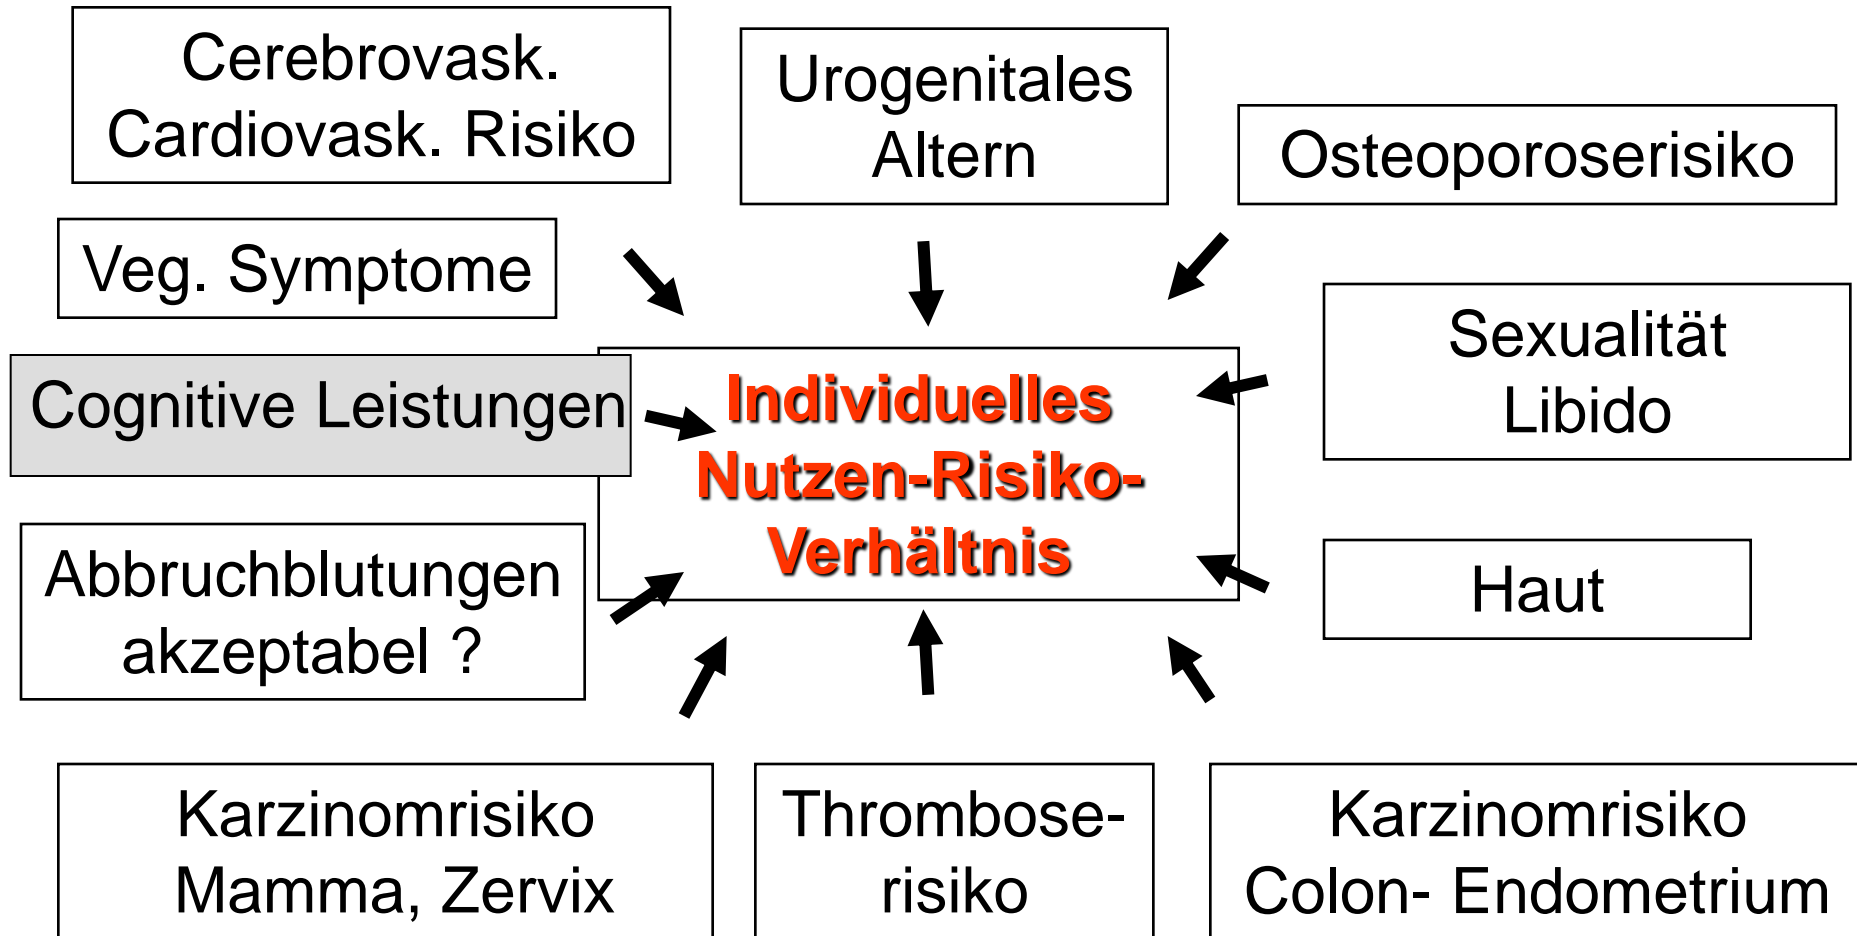 Cerebrovask.
Cardiovask. Risiko
Urogenitales
Altern
Osteoporoserisiko
Veg. Symptome
Sexualität
Libido
Cognitive Leistungen
Individuelles
Nutzen-Risiko-
Verhältnis
Abbruchblutungen
akzeptabel ?
Haut
Karzinomrisiko
Mamma, Zervix
Thrombose-
risiko
Karzinomrisiko
Colon- Endometrium